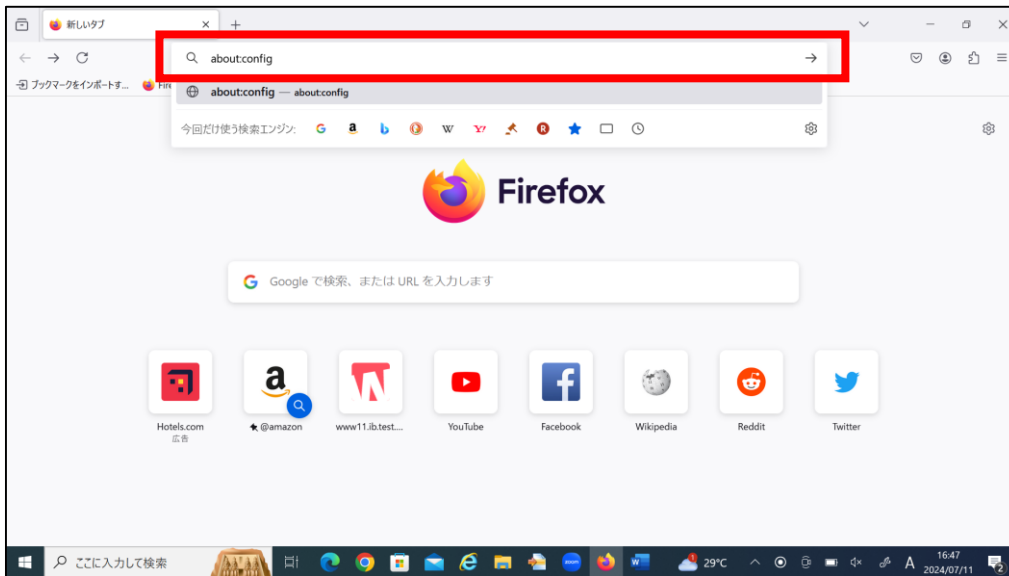 新しいタブ
about:config
ブックマークをインポートす...
about:config — about:config
今回だけ使う検索エンジン:
Firefox
Google で検索、または URL を入力します
Hotels.com
広告
@amazon
www11.ib.test....
YouTube
Facebook
Wikipedia
Reddit
Twitter
ここに入力して検索
29°C
A
16:47
2024/07/11